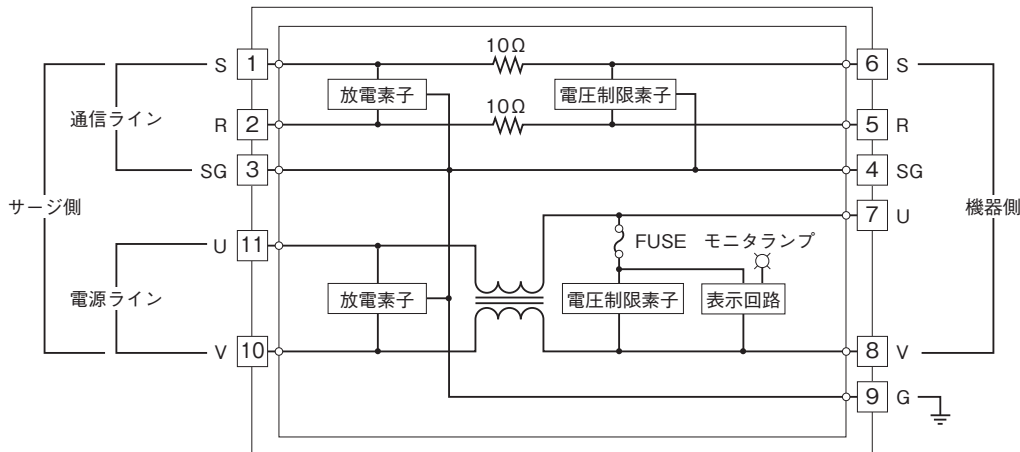 10Ω
S 1
6 S
放電素子
電圧制限素子
通信ライン
10Ω
R 2
5 R
SG 3
4 SG
サージ側
機器側
7 U
U 11
FUSE モニタランプ
電源ライン
放電素子
電圧制限素子
表示回路
V 10
8 V
9 G